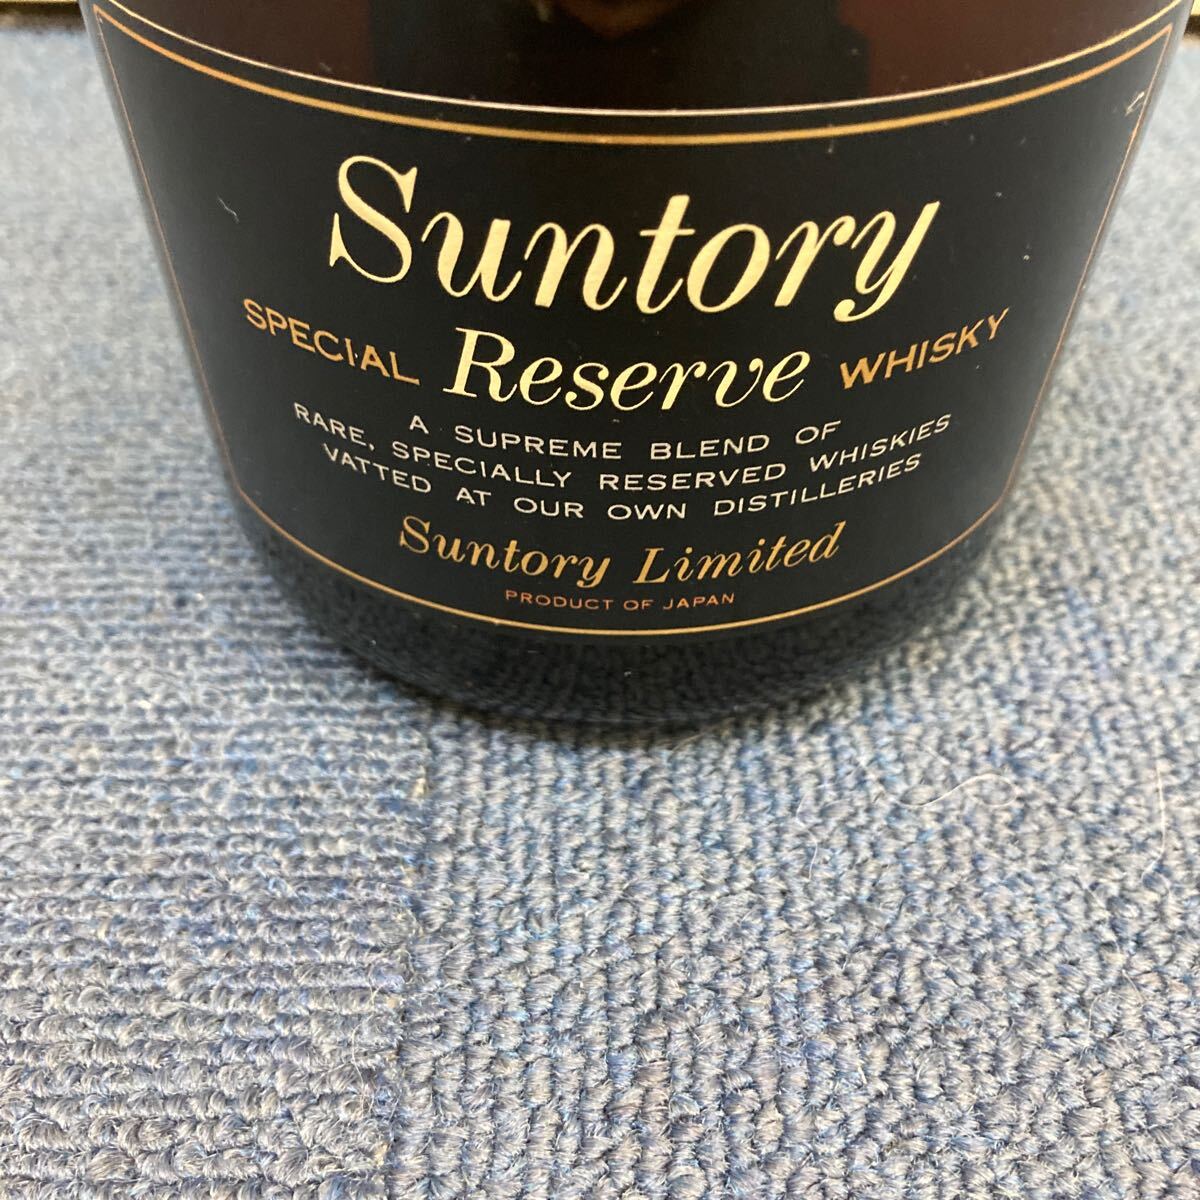 Suntory
SPECIAL Reserve WHISKY
A SUPREME BLEND OF
RARE, SPECIALLY RESERVED WHISKIES
VATTED AT OUR OWN DISTILLERIES
Suntory Limited
PRODUCT OF JAPAN